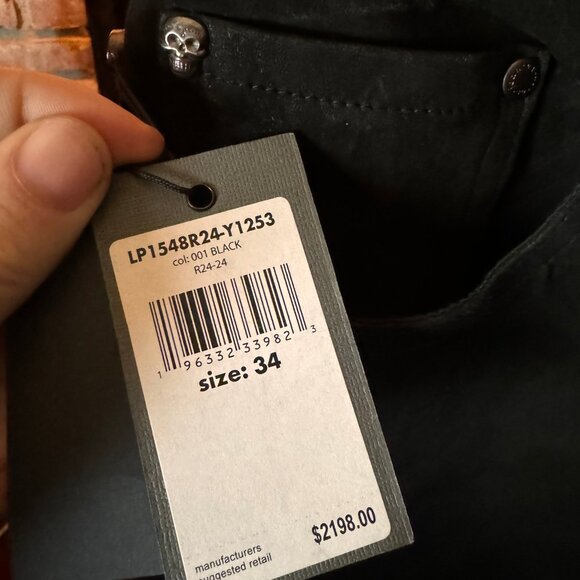 LP1548R24-Y1253
col: 001 BLACK
R24-24
1 96332 33982 3
size: 34
$2198.00
manufacturers
suggested retail